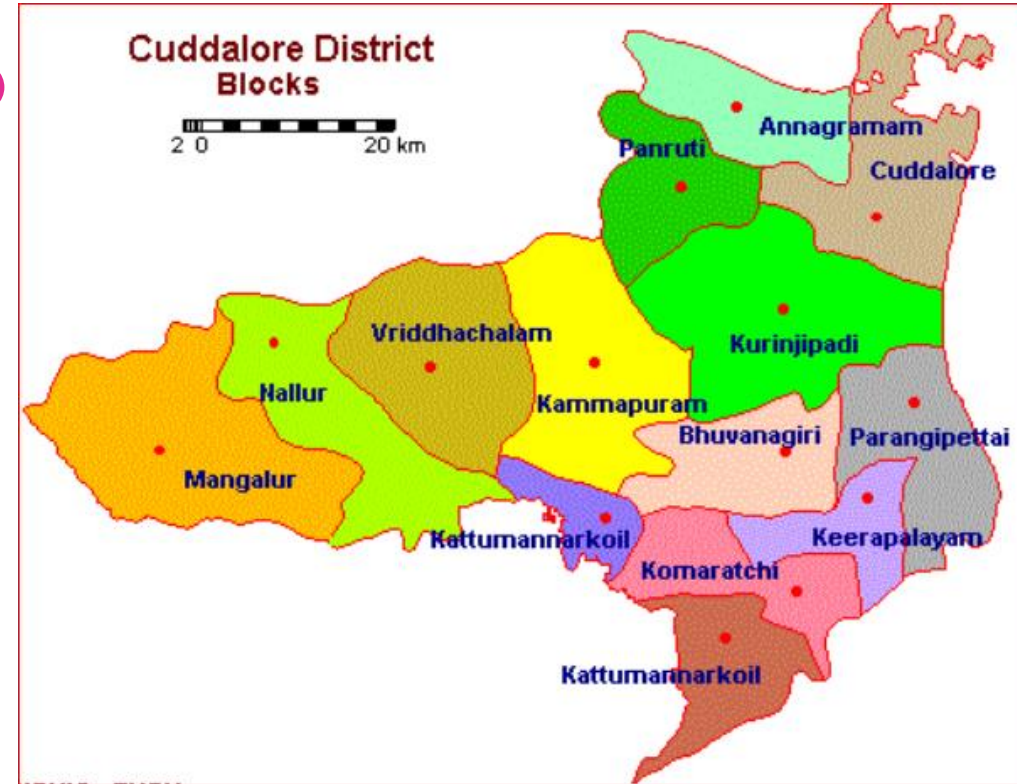 Cuddalore District
Blocks
2 0 20 km
Annagramam
Panruti
Cuddalore
Vriddhachalam
Kurinjipadi
Nallur
Kammapuram
Bhuvanagiri
Parangipettai
Mangalur
Kattumannarkoil
Keerapalayam
Komaratchi
Kattumannarkoil